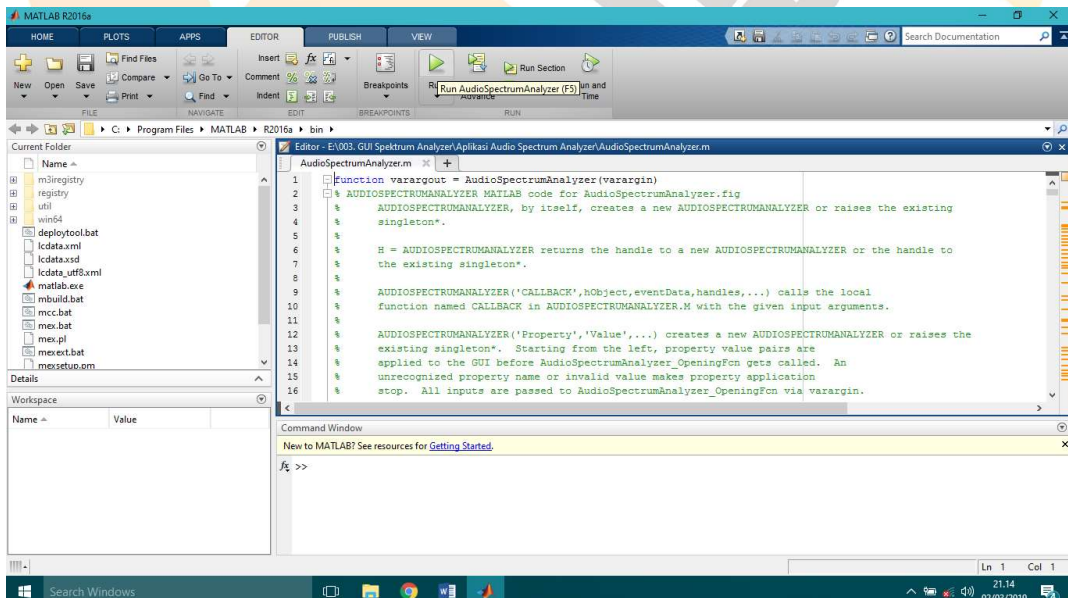 MATLAB R2016a
HOME PLOTS APPS EDITOR PUBLISH VIEW
Search Documentation
New Open Save
Find Files
Compare
Print
Go To
Find
Insert
Comment
Indent
Breakpoints
Run Section
Run AudioSpectrumAnalyzer (F5)
Advance
Time
FILE NAVIGATE EDIT BREAKPOINTS RUN
C: Program Files MATLAB R2016a bin
Current Folder
Name
m3iregistry
registry
util
win64
deploytool.bat
lcdata.xml
lcdata.xsd
lcdata_utf8.xml
matlab.exe
mbuild.bat
mcc.bat
mex.bat
mex.pl
mexext.bat
mexsetup.pm
Details
Workspace
Name Value
Editor - E:\003. GUI Spektrum Analyzer\Aplikasi Audio Spectrum Analyzer\AudioSpectrumAnalyzer.m
AudioSpectrumAnalyzer.m
1 function varargout = AudioSpectrumAnalyzer(varargin)
2 % AUDIOSPECTRUMANALYZER MATLAB code for AudioSpectrumAnalyzer.fig
3 % AUDIOSPECTRUMANALYZER, by itself, creates a new AUDIOSPECTRUMANALYZER or raises the existing
4 % singleton*.
5 %
6 % H = AUDIOSPECTRUMANALYZER returns the handle to a new AUDIOSPECTRUMANALYZER or the handle to
7 % the existing singleton*.
8 %
9 % AUDIOSPECTRUMANALYZER('CALLBACK',hObject,eventData,handles,...) calls the local
10 % function named CALLBACK in AUDIOSPECTRUMANALYZER.M with the given input arguments.
11 %
12 % AUDIOSPECTRUMANALYZER('Property','Value',...) creates a new AUDIOSPECTRUMANALYZER or raises the
13 % existing singleton*. Starting from the left, property value pairs are
14 % applied to the GUI before AudioSpectrumAnalyzer_OpeningFcn gets called. An
15 % unrecognized property name or invalid value makes property application
16 % stop. All inputs are passed to AudioSpectrumAnalyzer_OpeningFcn via varargin.
Command Window
New to MATLAB? See resources for Getting Started.
fx >>
Ln 1 Col 1
Search Windows
21.14